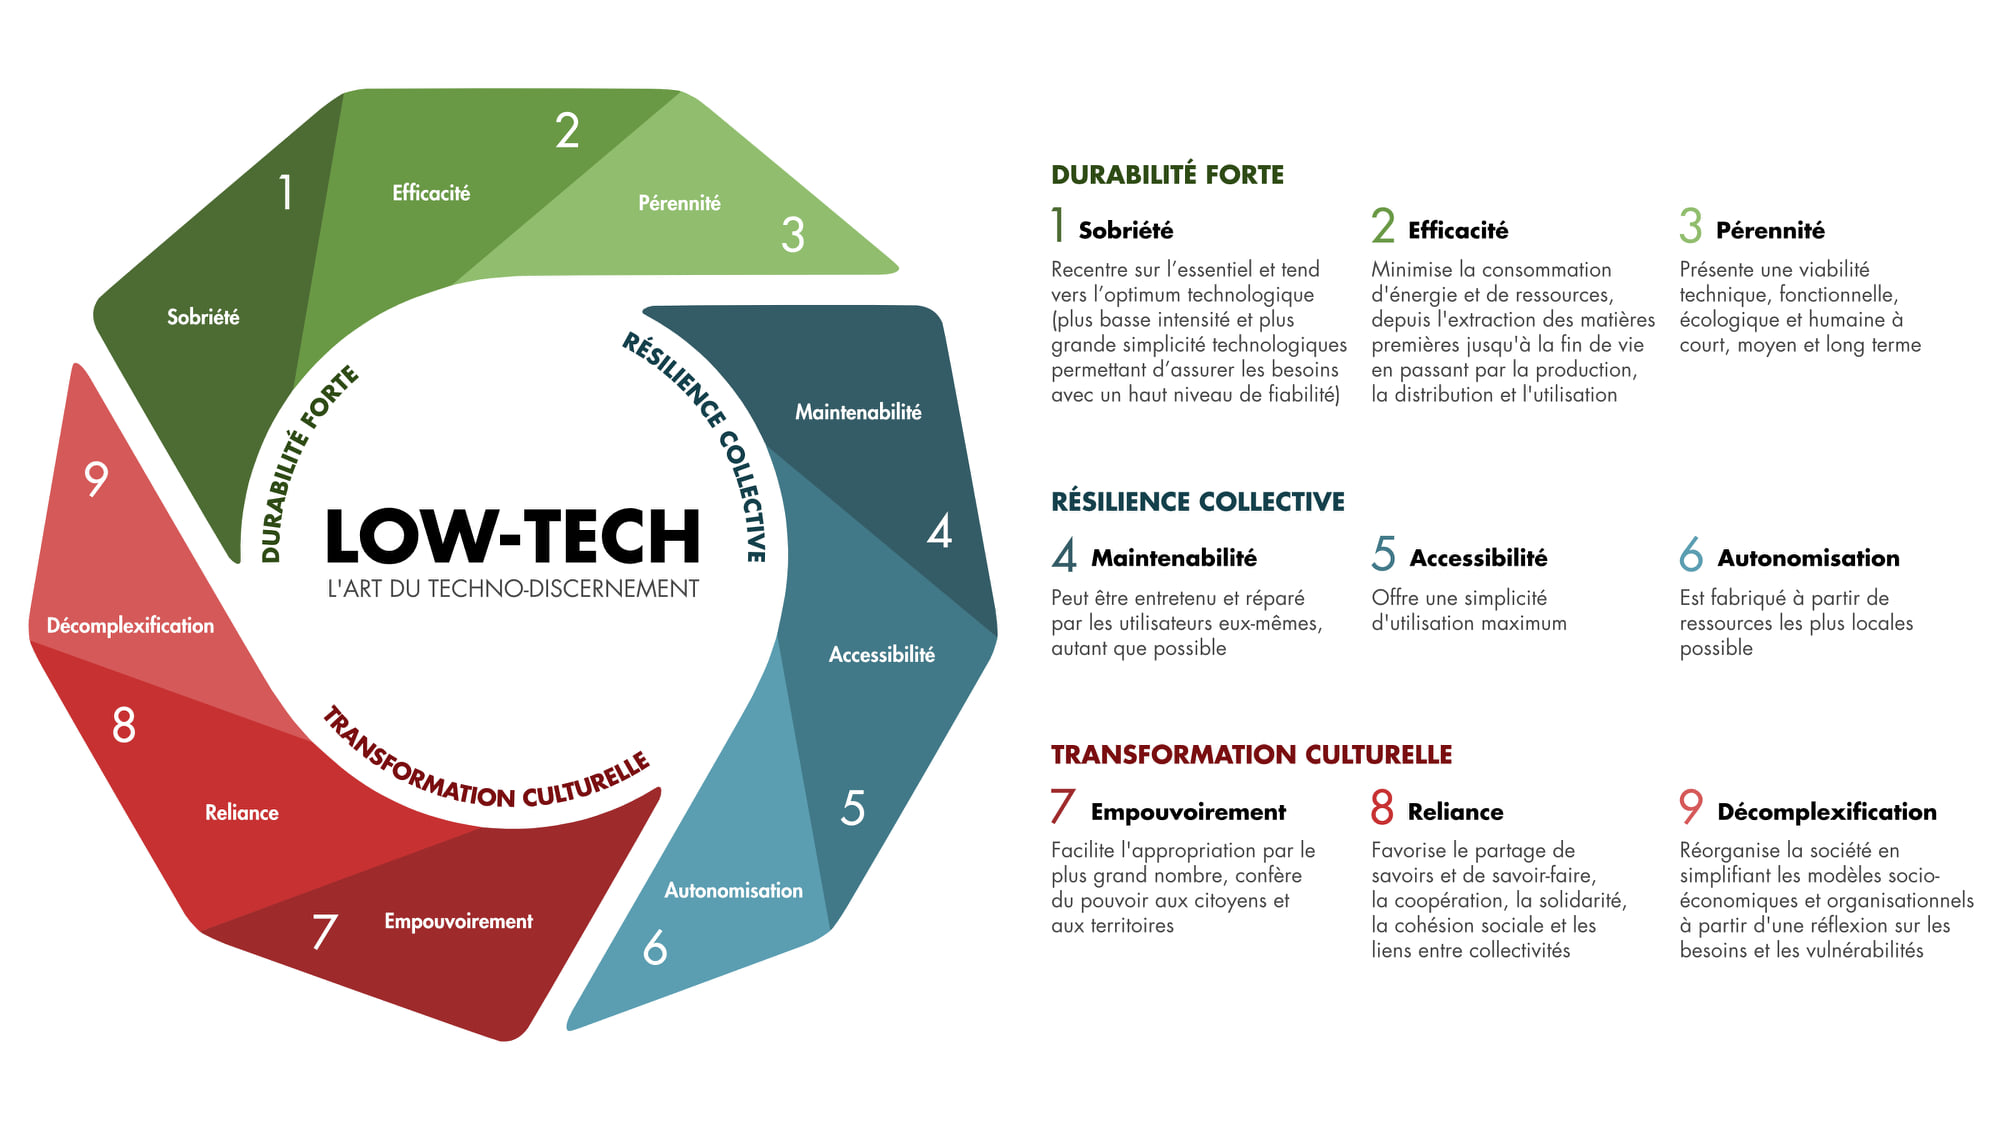 1
Sobriété
2
Efficacité
3
Pérennité
4
Maintenabilité
5
Accessibilité
6
Autonomisation
7
Empouvoirement
8
Reliance
9
Décomplexification
DURABILITÉ FORTE
RÉSILIENCE COLLECTIVE
TRANSFORMATION CULTURELLE
LOW-TECH
L'ART DU TECHNO-DISCERNEMENT
DURABILITÉ FORTE
1 Sobriété
Recentre sur l’essentiel et tend
vers l’optimum technologique
(plus basse intensité et plus
grande simplicité technologiques
permettant d’assurer les besoins
avec un haut niveau de fiabilité)
2 Efficacité
Minimise la consommation
d'énergie et de ressources,
depuis l'extraction des matières
premières jusqu'à la fin de vie
en passant par la production,
la distribution et l'utilisation
3 Pérennité
Présente une viabilité
technique, fonctionnelle,
écologique et humaine à
court, moyen et long terme
RÉSILIENCE COLLECTIVE
4 Maintenabilité
Peut être entretenu et réparé
par les utilisateurs eux-mêmes,
autant que possible
5 Accessibilité
Offre une simplicité
d'utilisation maximum
6 Autonomisation
Est fabriqué à partir de
ressources les plus locales
possible
TRANSFORMATION CULTURELLE
7 Empouvoirement
Facilite l'appropriation par le
plus grand nombre, confère
du pouvoir aux citoyens et
aux territoires
8 Reliance
Favorise le partage de
savoirs et de savoir-faire,
la coopération, la solidarité,
la cohésion sociale et les
liens entre collectivités
9 Décomplexification
Réorganise la société en
simplifiant les modèles socio-
économiques et organisationnels
à partir d'une réflexion sur les
besoins et les vulnérabilités